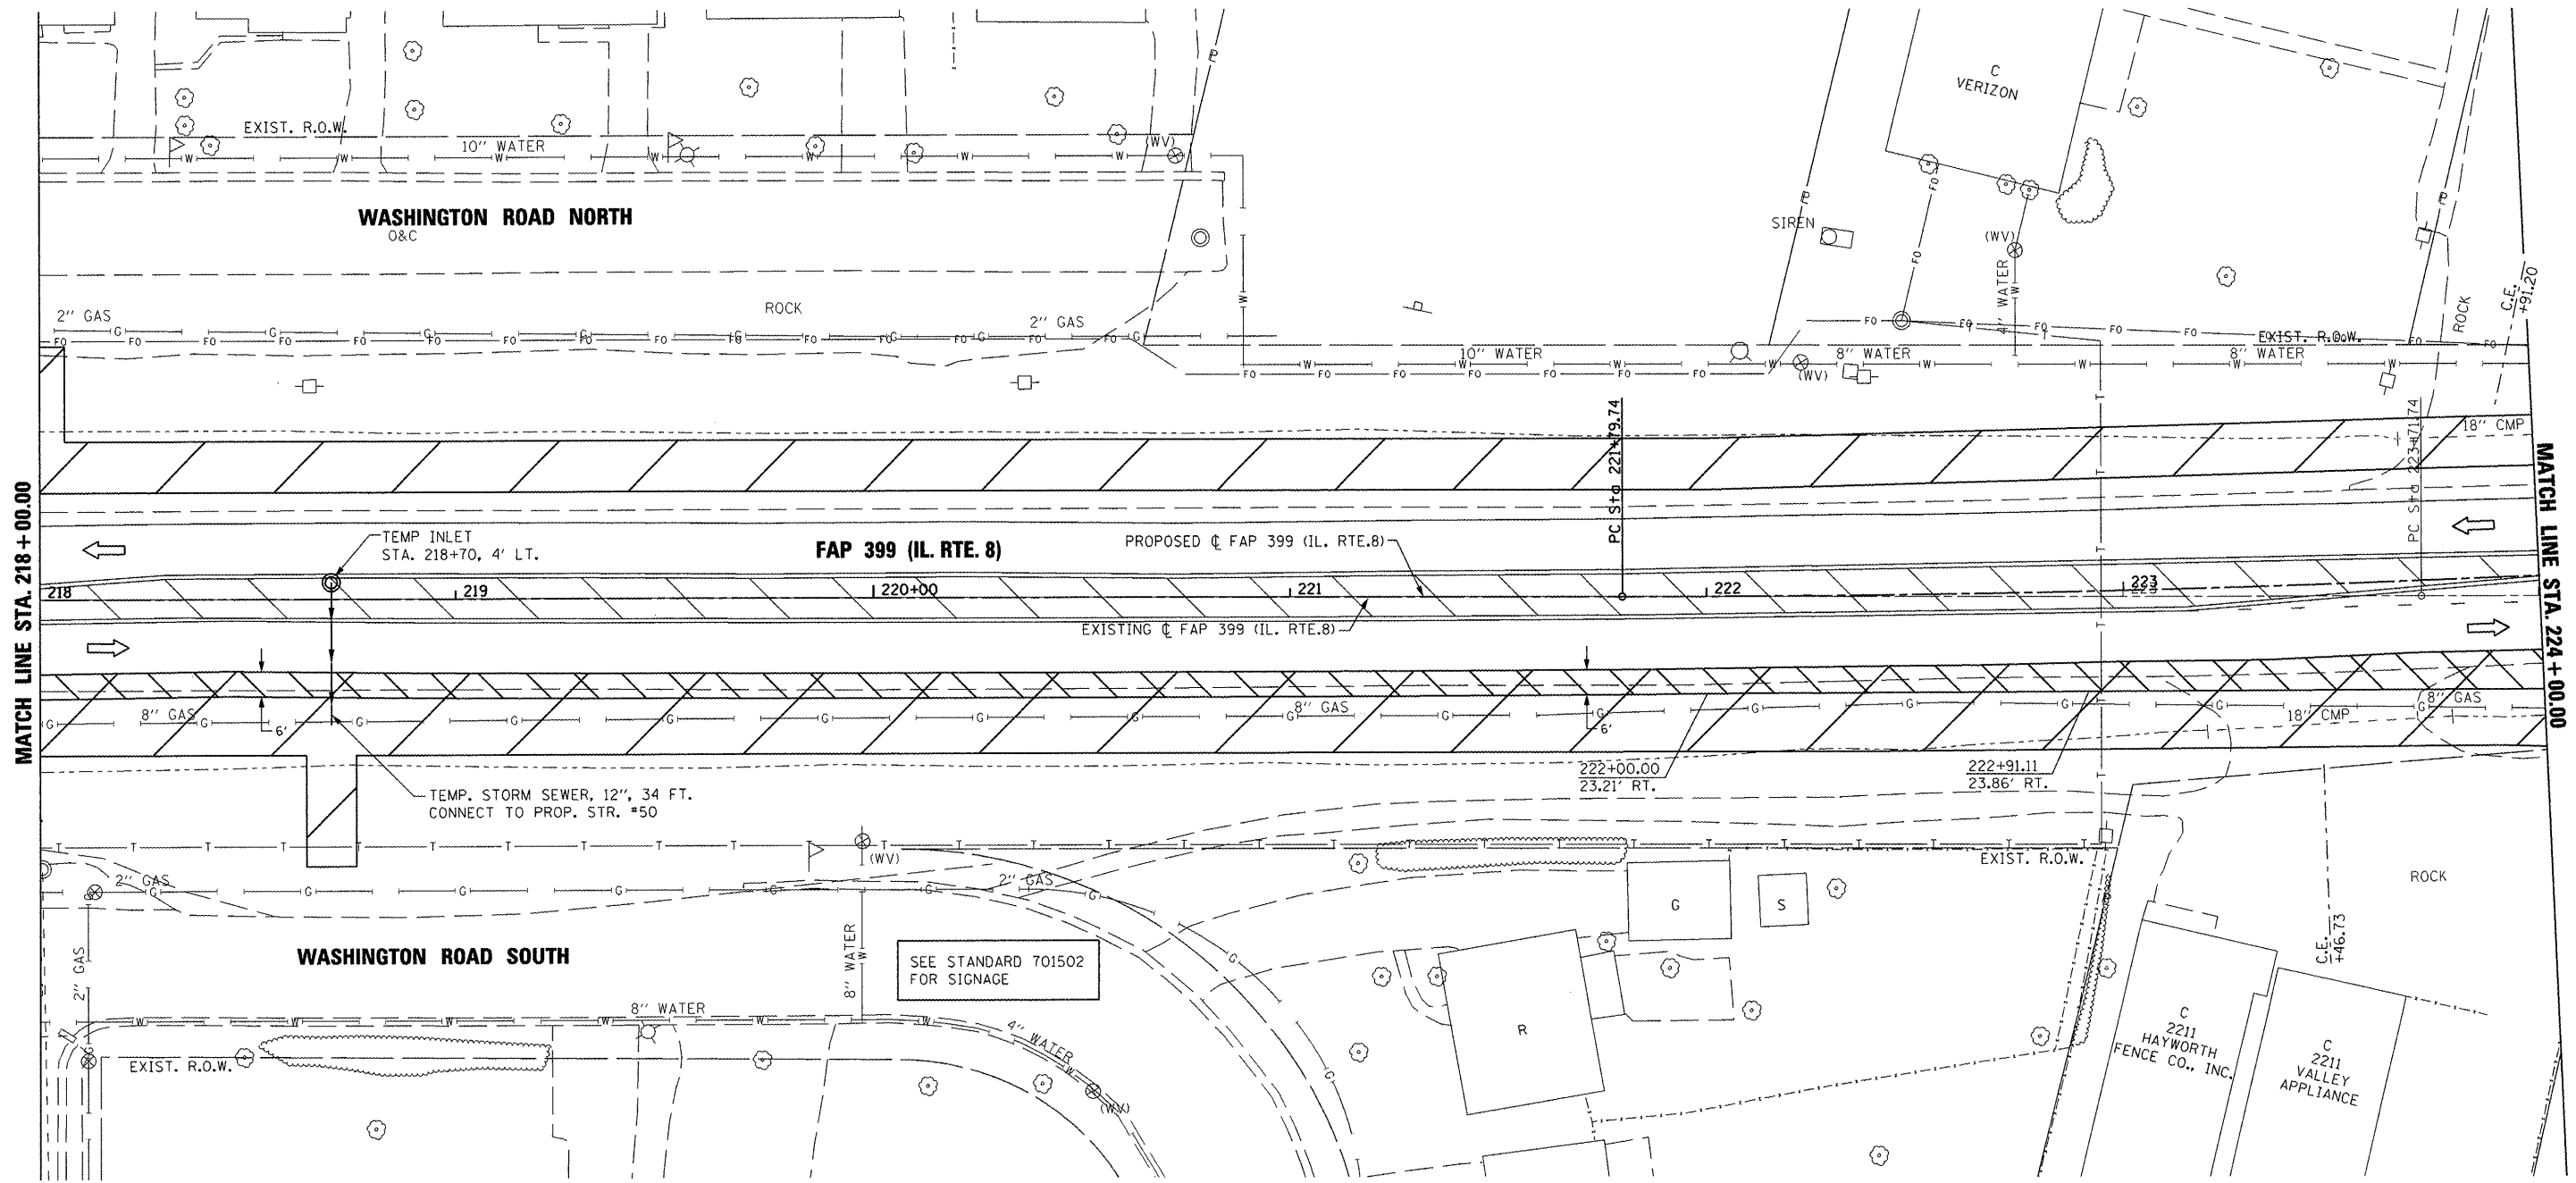 C
VERIZON
EXIST. R.O.W.
10'' WATER
(WV)
WASHINGTON ROAD NORTH
O&C
SIREN
(WV)
4'' WATER
ROCK
C.E.
+91.20
2'' GAS
ROCK
2'' GAS
EXIST. R.O.W.
10'' WATER
8'' WATER
8'' WATER
(WV)
PC Sta 221+79.74
PC Sta 223+71.74
18'' CMP
MATCH LINE STA. 218+00.00
MATCH LINE STA. 224+00.00
TEMP INLET
STA. 218+70, 4' LT.
FAP 399 (IL. RTE. 8)
PROPOSED ℄ FAP 399 (IL. RTE.8)
218
219
220+00
221
222
223
223
EXISTING ℄ FAP 399 (IL. RTE.8)
8'' GAS
6'
8'' GAS
6'
8'' GAS
18'' CMP
222+00.00
23.21' RT.
222+91.11
23.86' RT.
TEMP. STORM SEWER, 12'', 34 FT.
CONNECT TO PROP. STR. #50
(WV)
EXIST. R.O.W.
2'' GAS
2'' GAS
ROCK
G
S
WASHINGTON ROAD SOUTH
2'' GAS
8'' WATER
SEE STANDARD 701502
FOR SIGNAGE
C.E.
+46.73
8'' WATER
4'' WATER
R
EXIST. R.O.W.
(WV)
C
2211
HAYWORTH
FENCE CO., INC.
C
2211
VALLEY
APPLIANCE